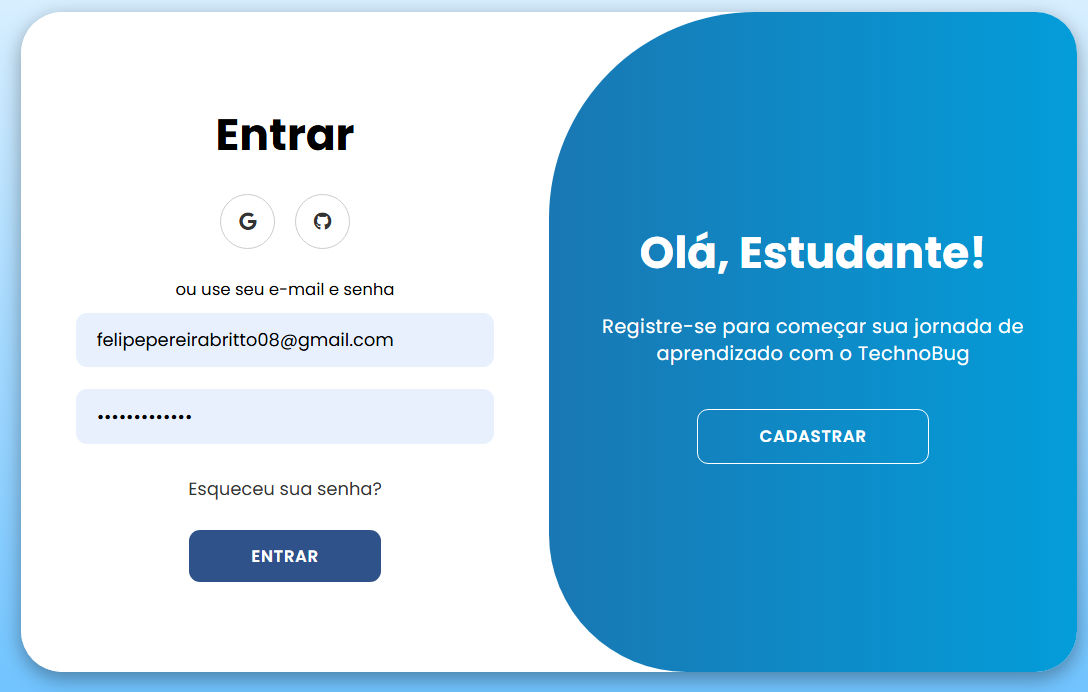 Entrar
ou use seu e-mail e senha
felipepereirabritto08@gmail.com
•••••••••••••
Esqueceu sua senha?
ENTRAR
Olá, Estudante!
Registre-se para começar sua jornada de
aprendizado com o TechnoBug
CADASTRAR